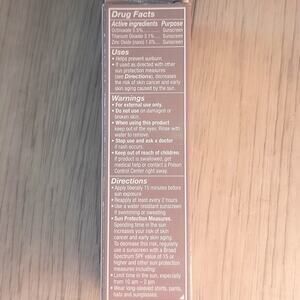 Drug Facts
Active ingredients Purpose
Octinoxate 5.5% Sunscreen
Titanium Dioxide 3.1% Sunscreen
Zinc Oxide (nano) 1.0% Sunscreen
Uses
• Helps prevent sunburn.
• If used as directed with other
sun protection measures
(see Directions), decreases
the risk of skin cancer and early
skin aging caused by the sun.
Warnings
• For external use only.
• Do not use on damaged or
broken skin.
• When using this product
keep out of the eyes. Rinse with
water to remove.
• Stop use and ask a doctor
if rash occurs.
• Keep out of reach of children.
If product is swallowed, get
medical help or contact a Poison
Control Center right away.
Directions
• Apply liberally 15 minutes before
sun exposure
• Reapply at least every 2 hours
• Use a water resistant sunscreen
if swimming or sweating
• Sun Protection Measures.
Spending time in the sun
increases your risk of skin
cancer and early skin aging.
To decrease this risk, regularly
use a sunscreen with a Broad
Spectrum SPF value of 15 or
higher and other sun protection
measures including:
• Limit time in the sun, especially
from 10 am – 2 pm
• Wear long-sleeved shirts, pants,
hats and sunglasses